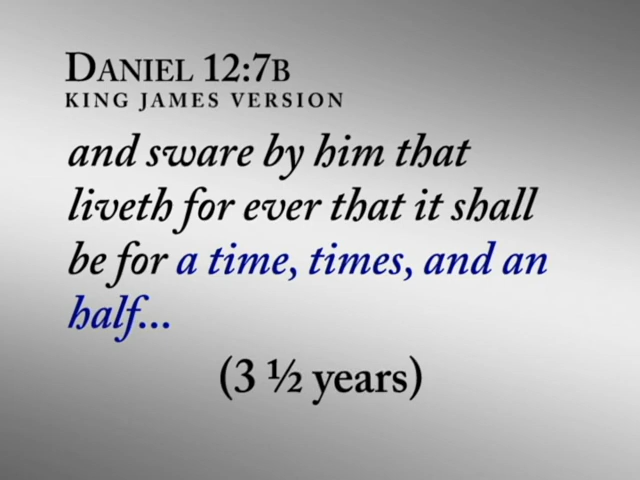 DANIEL 12:7B
KING JAMES VERSION
and sware by him that
liveth for ever that it shall
be for a time, times, and an
half...
(3 ½ years)